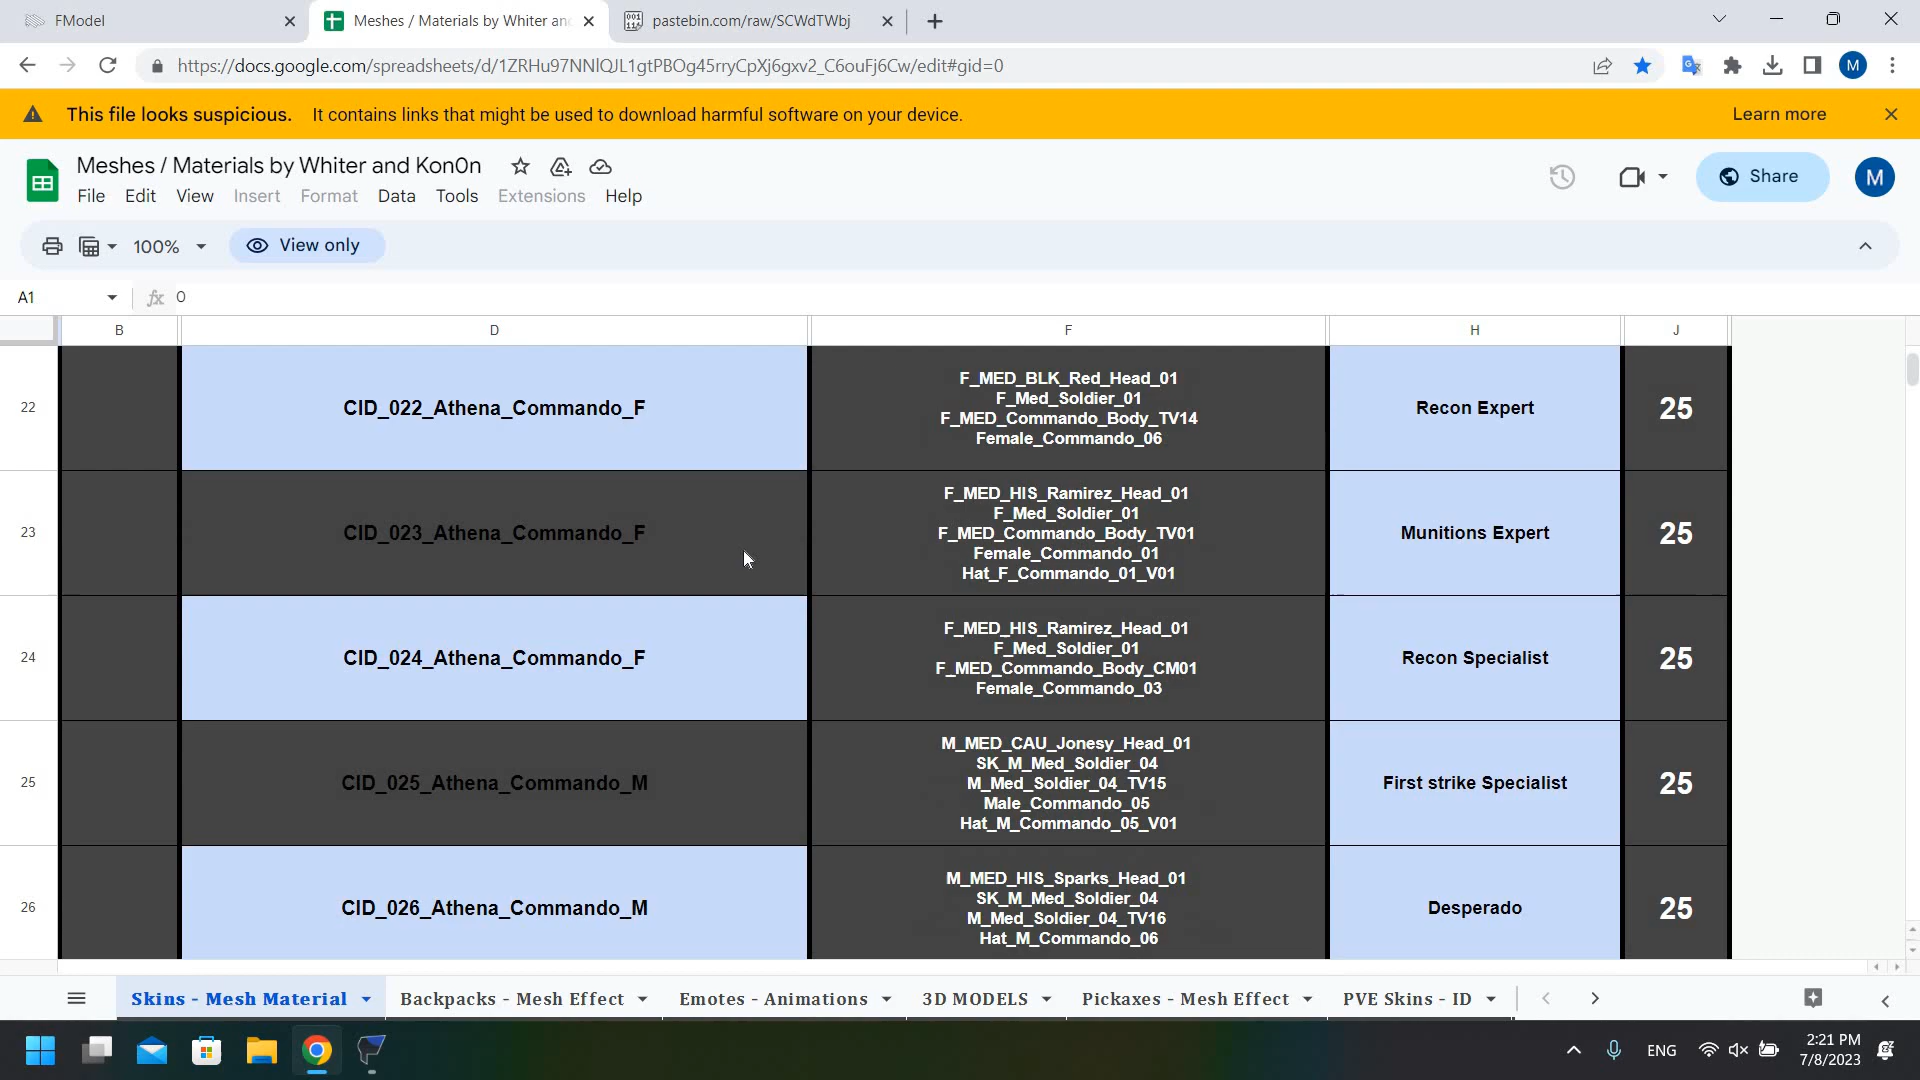 FModel
Meshes / Materials by Whiter an
pastebin.com/raw/SCWdTWbj
https://docs.google.com/spreadsheets/d/1ZRHu97NNlQJL1gtPBOg45rryCpXj6gxv2_C6ouFj6Cw/edit#gid=0
M
This file looks suspicious. It contains links that might be used to download harmful software on your device.
Learn more
Meshes / Materials by Whiter and Kon0n
File Edit View Insert Format Data Tools Extensions Help
Share
M
100%
View only
A1
fx 0
B D F H J
22
CID_022_Athena_Commando_F
F_MED_BLK_Red_Head_01
F_Med_Soldier_01
F_MED_Commando_Body_TV14
Female_Commando_06
Recon Expert
25
23
CID_023_Athena_Commando_F
F_MED_HIS_Ramirez_Head_01
F_Med_Soldier_01
F_MED_Commando_Body_TV01
Female_Commando_01
Hat_F_Commando_01_V01
Munitions Expert
25
24
CID_024_Athena_Commando_F
F_MED_HIS_Ramirez_Head_01
F_Med_Soldier_01
F_MED_Commando_Body_CM01
Female_Commando_03
Recon Specialist
25
25
CID_025_Athena_Commando_M
M_MED_CAU_Jonesy_Head_01
SK_M_Med_Soldier_04
M_Med_Soldier_04_TV15
Male_Commando_05
Hat_M_Commando_05_V01
First strike Specialist
25
26
CID_026_Athena_Commando_M
M_MED_HIS_Sparks_Head_01
SK_M_Med_Soldier_04
M_Med_Soldier_04_TV16
Hat_M_Commando_06
Desperado
25
Skins - Mesh Material
Backpacks - Mesh Effect
Emotes - Animations
3D MODELS
Pickaxes - Mesh Effect
PVE Skins - ID
ENG
2:21 PM
7/8/2023